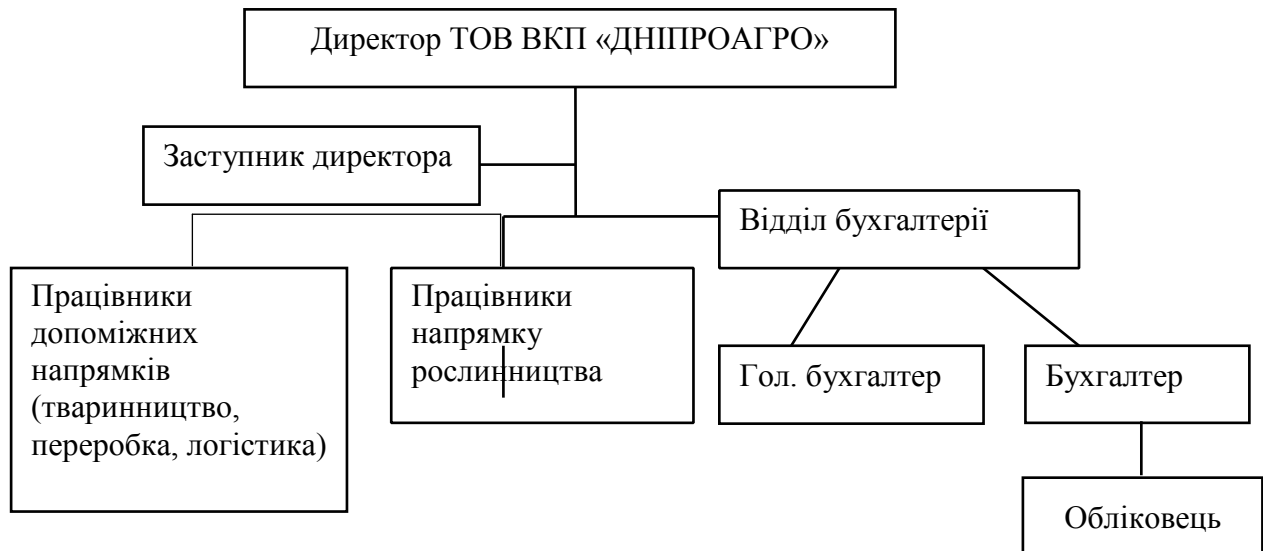 Директор ТОВ ВКП «ДНІПРОАГРО»
Заступник директора
Відділ бухгалтерії
Працівники
допоміжних
напрямків
(тваринництво,
переробка, логістика)
Працівники
напрямку
рослинництва
Гол. бухгалтер
Бухгалтер
Обліковець